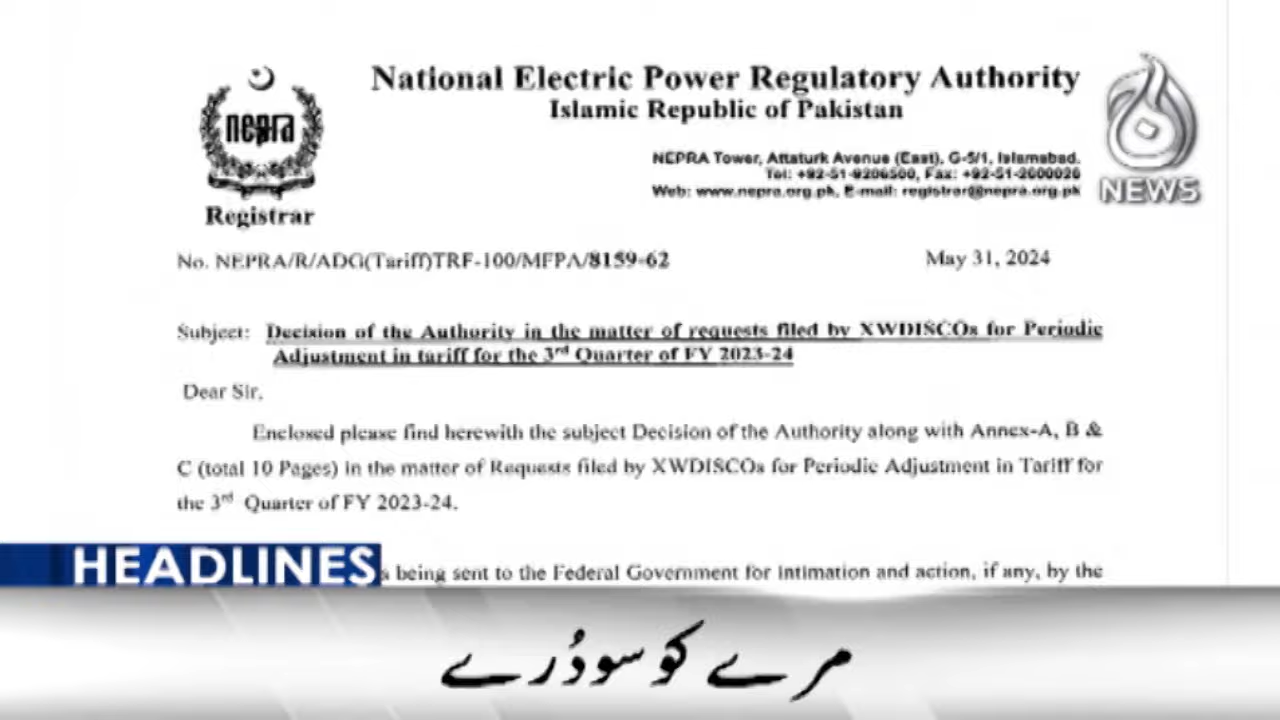 nepra
Registrar
National Electric Power Regulatory Authority
Islamic Republic of Pakistan
NEPRA Tower, Attaturk Avenue (East), G-5/1, Islamabad.
Tel: +92-51-9206500, Fax: +92-51-2600026
Web: www.nepra.org.pk, E-mail: registrar@nepra.org.pk
NEWS
No. NEPRA/R/ADG(Tariff)TRF-100/MFPA/8159-62
May 31, 2024
Subject: Decision of the Authority in the matter of requests filed by XWDISCOs for Periodic
Adjustment in tariff for the 3rd Quarter of FY 2023-24
Dear Sir,
Enclosed please find herewith the subject Decision of the Authority along with Annex-A, B &
C (total 10 Pages) in the matter of Requests filed by XWDISCOs for Periodic Adjustment in Tariff for
the 3rd Quarter of FY 2023-24.
HEADLINES
being sent to the Federal Government for intimation and action, if any, by the
مرے کو سو دُرے